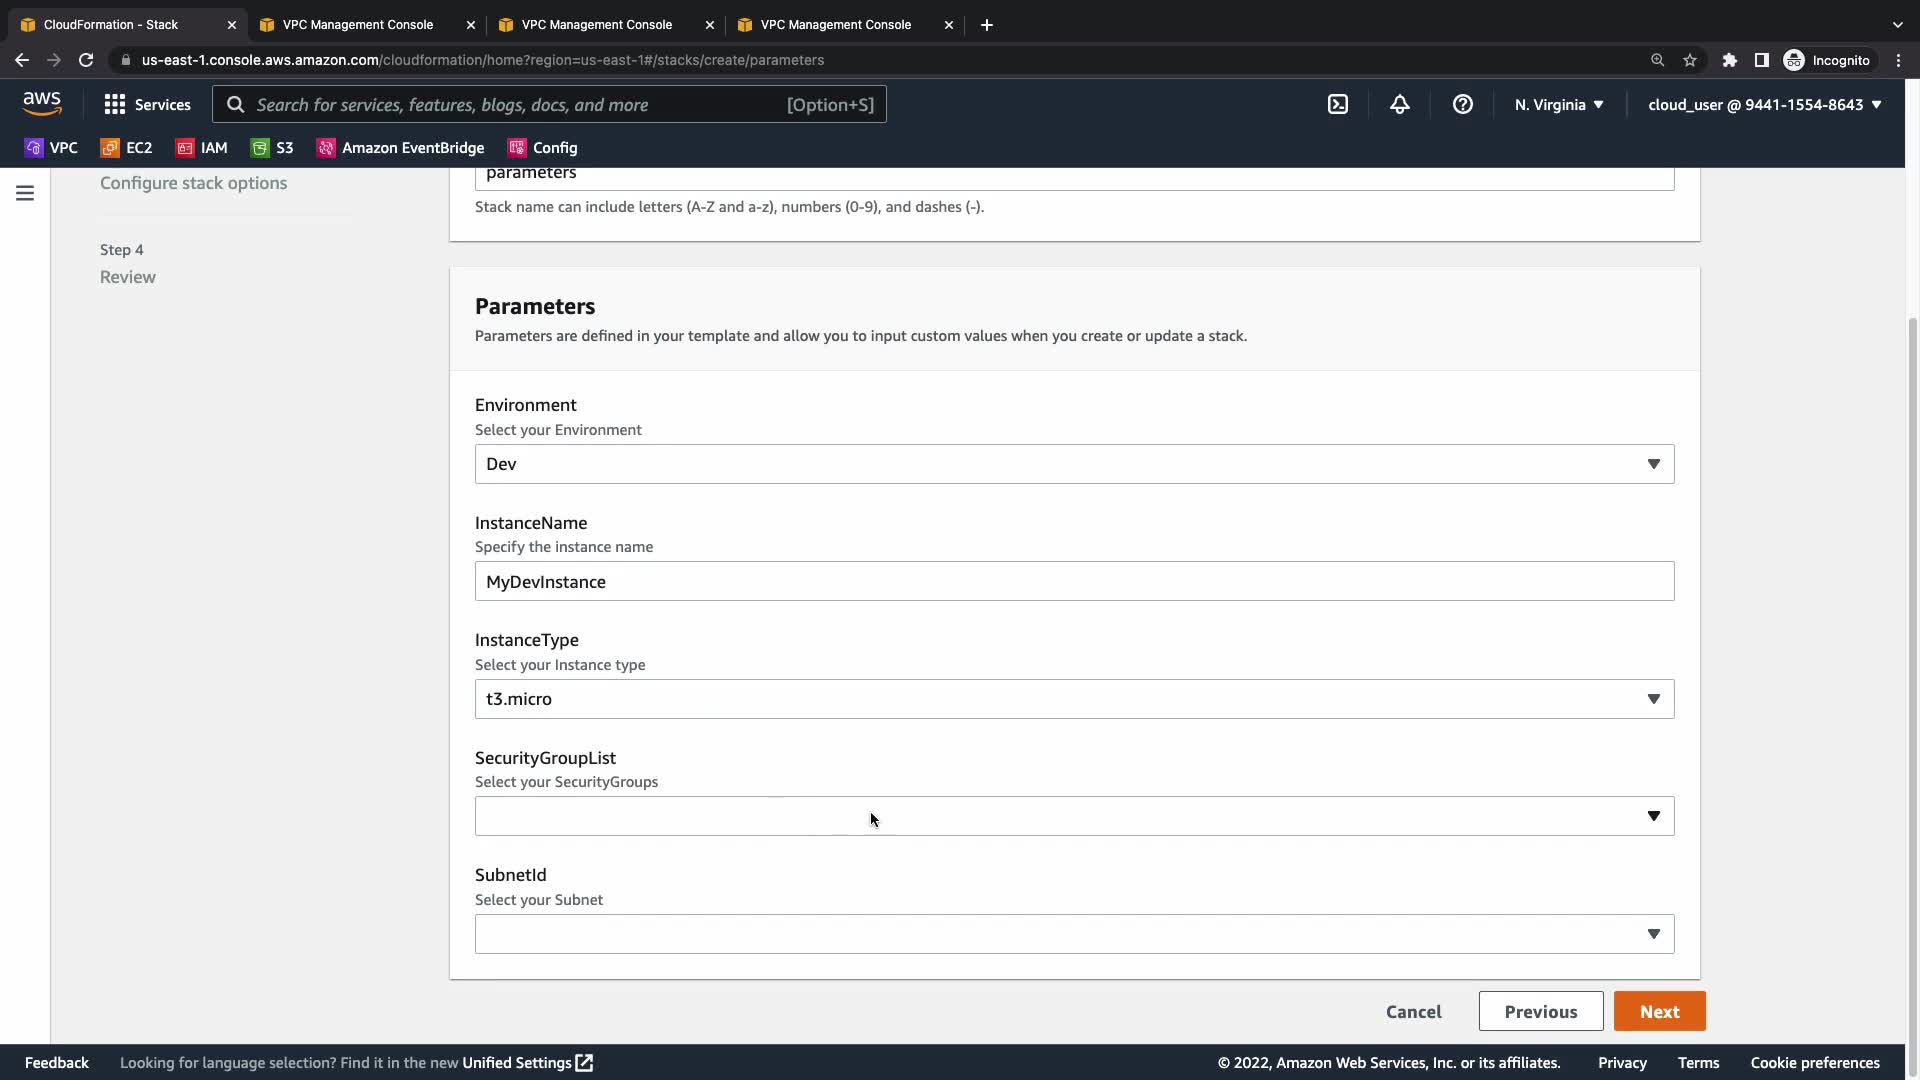 CloudFormation - Stack
VPC Management Console
VPC Management Console
VPC Management Console
us-east-1.console.aws.amazon.com/cloudformation/home?region=us-east-1#/stacks/create/parameters
Incognito
aws
Services
Search for services, features, blogs, docs, and more
[Option+S]
N. Virginia
cloud_user @ 9441-1554-8643
VPC
EC2
IAM
S3
Amazon EventBridge
Config
Configure stack options
Step 4
Review
parameters
Stack name can include letters (A-Z and a-z), numbers (0-9), and dashes (-).
Parameters
Parameters are defined in your template and allow you to input custom values when you create or update a stack.
Environment
Select your Environment
Dev
InstanceName
Specify the instance name
MyDevInstance
InstanceType
Select your Instance type
t3.micro
SecurityGroupList
Select your SecurityGroups
SubnetId
Select your Subnet
Cancel
Previous
Next
Feedback
Looking for language selection? Find it in the new Unified Settings
© 2022, Amazon Web Services, Inc. or its affiliates.
Privacy
Terms
Cookie preferences